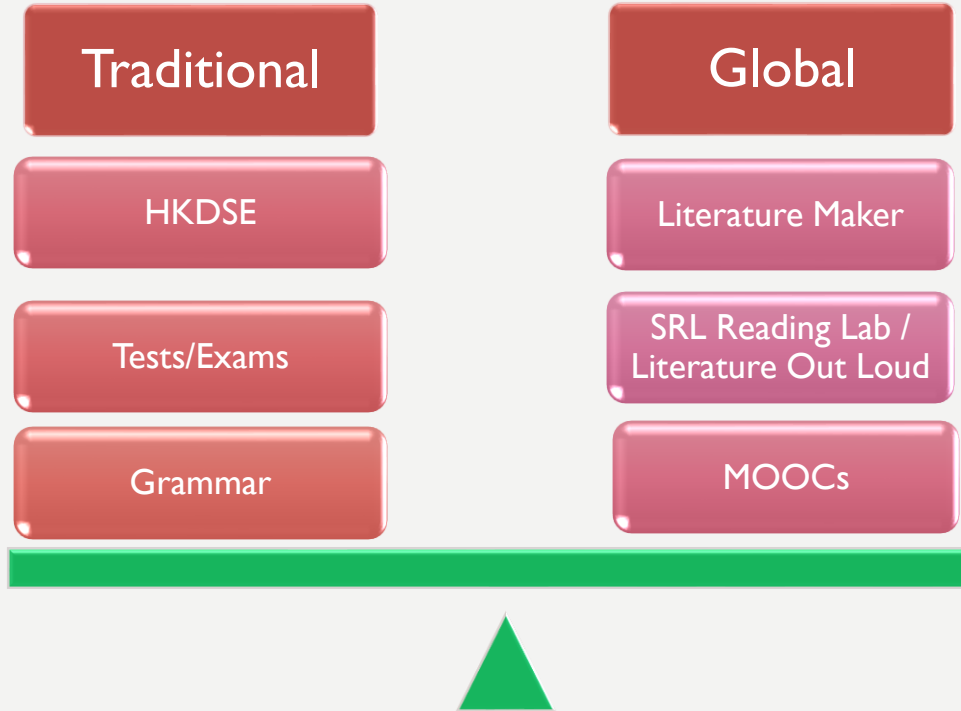 Traditional
HKDSE
Tests/Exams
Grammar
Global
Literature Maker
SRL Reading Lab /
Literature Out Loud
MOOCs